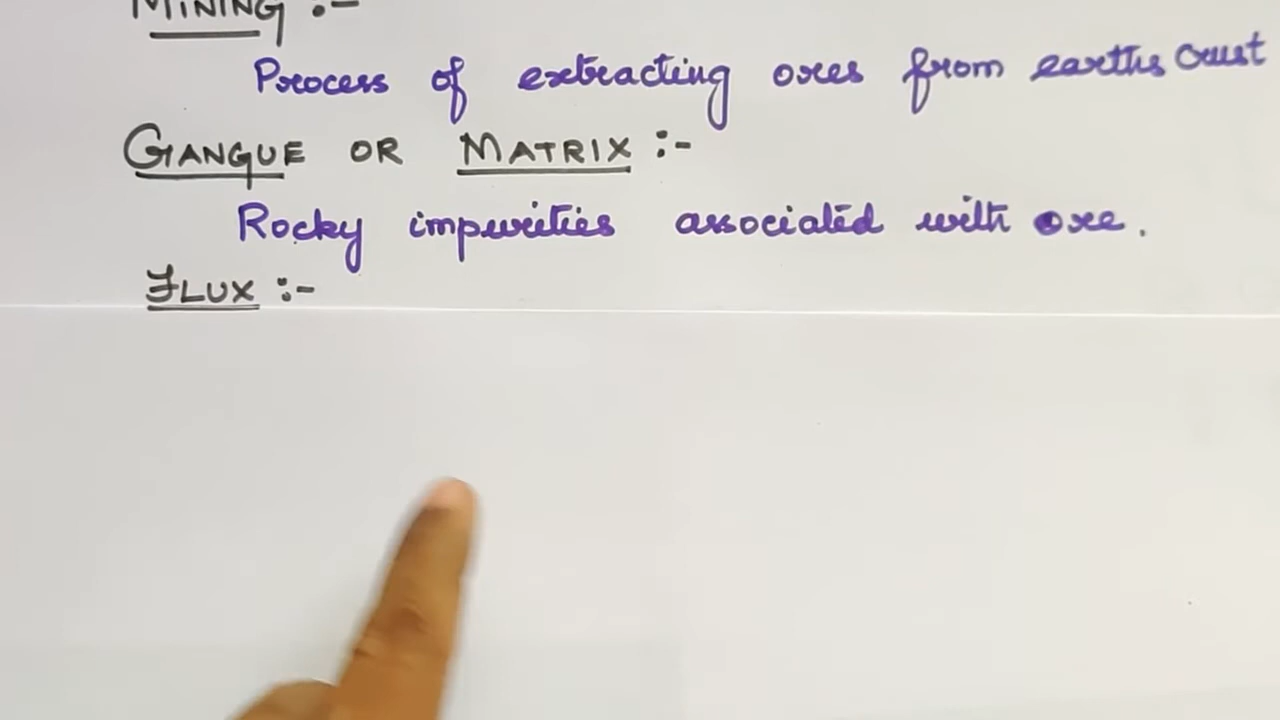 MINING :-
Process of extracting ores from earths crust
GANGUE OR MATRIX :-
Rocky impurities associated with ore.
FLUX :-